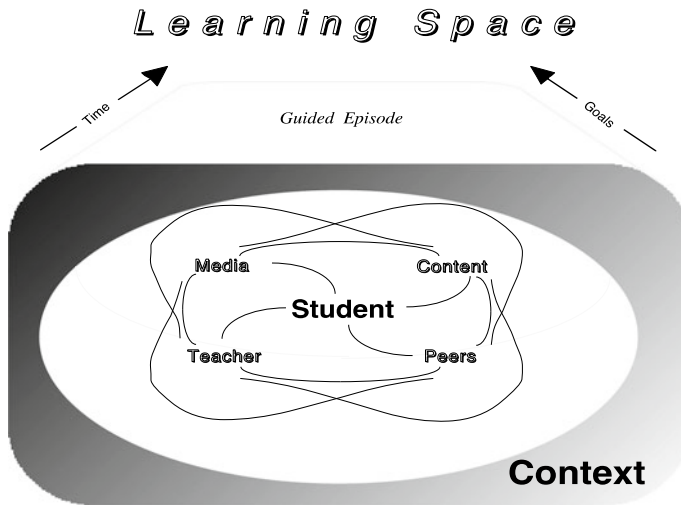 Learning Space
Time
Goals
Guided Episode
Media
Content
Student
Teacher
Peers
Context